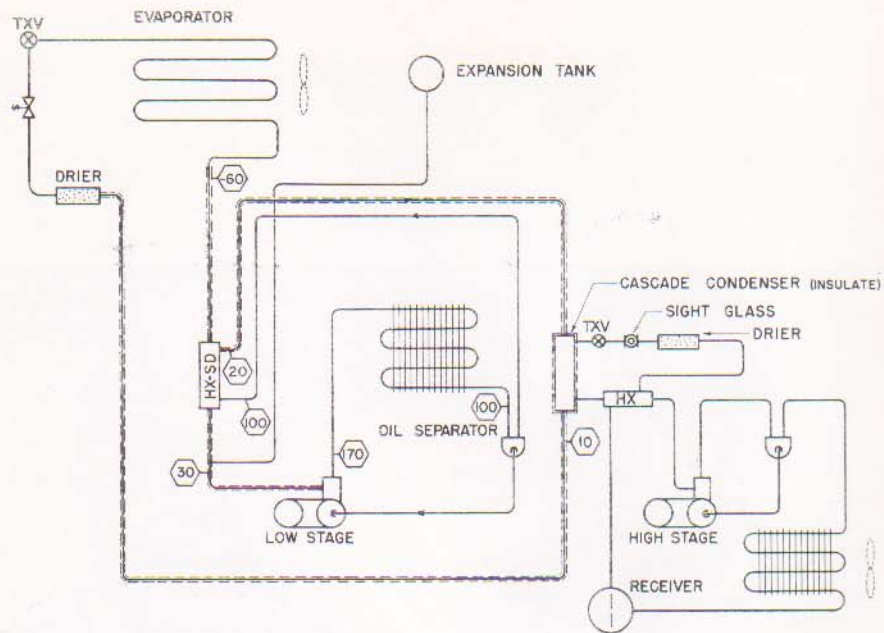 EVAPORATOR
TXV
EXPANSION TANK
S
DRIER
-60
CASCADE CONDENSER (INSULATE)
SIGHT GLASS
TXV
DRIER
HX-SD
20
100
100
HX
OIL SEPARATOR
10
170
30
LOW STAGE
HIGH STAGE
RECEIVER